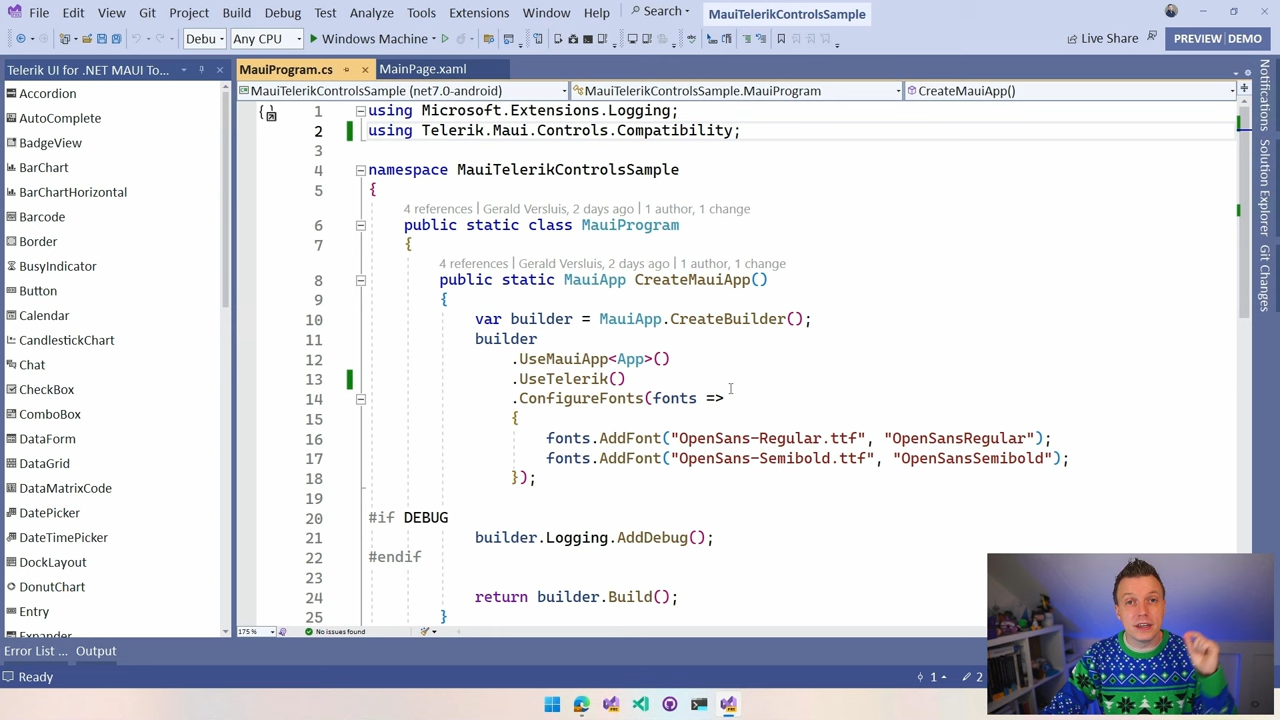 File Edit View Git Project Build Debug Test Analyze Tools Extensions Window Help Search MauiTelerikControlsSample
Debu Any CPU Windows Machine Live Share PREVIEW / DEMO
Telerik UI for .NET MAUI To... MauiProgram.cs MainPage.xaml
MauiTelerikControlsSample (net7.0-android) MauiTelerikControlsSample.MauiProgram CreateMauiApp()
Accordion
AutoComplete
BadgeView
BarChart
BarChartHorizontal
Barcode
Border
BusyIndicator
Button
Calendar
CandlestickChart
Chat
CheckBox
ComboBox
DataForm
DataGrid
DataMatrixCode
DatePicker
DateTimePicker
DockLayout
DonutChart
Entry
Expander
1 using Microsoft.Extensions.Logging;
2 using Telerik.Maui.Controls.Compatibility;
3
4 namespace MauiTelerikControlsSample
5 {
4 references | Gerald Versluis, 2 days ago | 1 author, 1 change
6 public static class MauiProgram
7 {
4 references | Gerald Versluis, 2 days ago | 1 author, 1 change
8 public static MauiApp CreateMauiApp()
9 {
10 var builder = MauiApp.CreateBuilder();
11 builder
12 .UseMauiApp<App>()
13 .UseTelerik()
14 .ConfigureFonts(fonts =>
15 {
16 fonts.AddFont("OpenSans-Regular.ttf", "OpenSansRegular");
17 fonts.AddFont("OpenSans-Semibold.ttf", "OpenSansSemibold");
18 });
19
20 #if DEBUG
21 builder.Logging.AddDebug();
22 #endif
23
24 return builder.Build();
25 }
175 % No issues found
Notifications
Solution Explorer
Git Changes
Error List ... Output
Ready 1 2